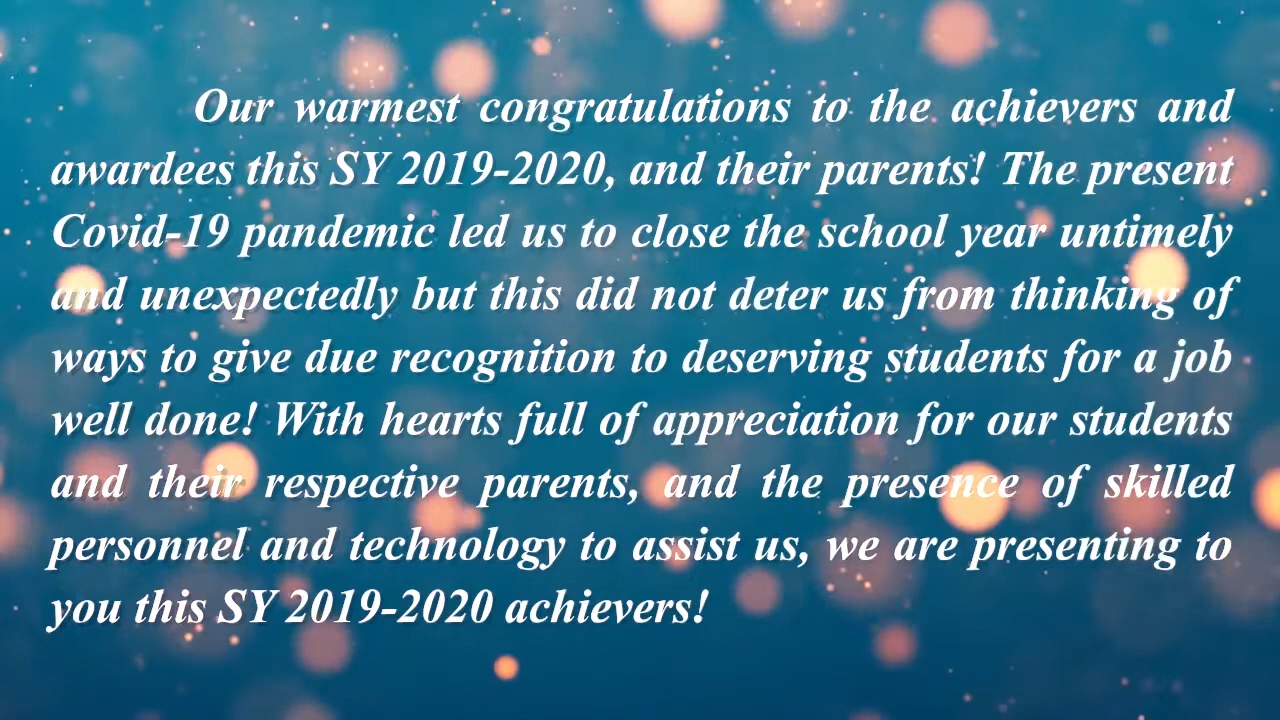 Our warmest congratulations to the achievers and
awardees this SY 2019-2020, and their parents! The present
Covid-19 pandemic led us to close the school year untimely
and unexpectedly but this did not deter us from thinking of
ways to give due recognition to deserving students for a job
well done! With hearts full of appreciation for our students
and their respective parents, and the presence of skilled
personnel and technology to assist us, we are presenting to
you this SY 2019-2020 achievers!